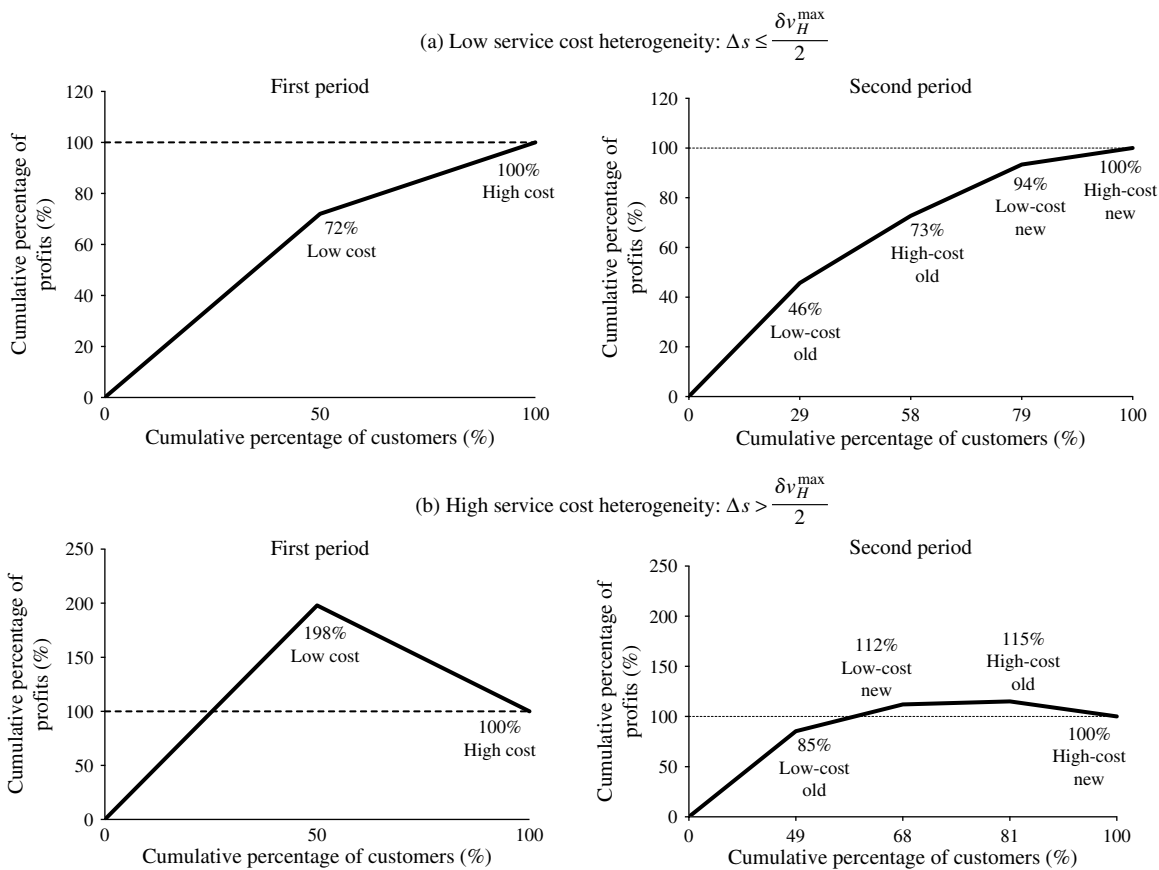 (a) Low service cost heterogeneity: Δs ≤ δv_H^max / 2
First period
Cumulative percentage of
profits (%)
120
100
80
60
40
20
0
72%
Low cost
100%
High cost
0 50 100
Cumulative percentage of customers (%)
Second period
Cumulative percentage of
profits (%)
120
100
80
60
40
20
0
46%
Low-cost
old
73%
High-cost
old
94%
Low-cost
new
100%
High-cost
new
0 29 58 79 100
Cumulative percentage of customers (%)
(b) High service cost heterogeneity: Δs > δv_H^max / 2
First period
Cumulative percentage of
profits (%)
250
200
150
100
50
0
198%
Low cost
100%
High cost
0 50 100
Cumulative percentage of customers (%)
Second period
Cumulative percentage of
profits (%)
250
200
150
100
50
0
85%
Low-cost
old
112%
Low-cost
new
115%
High-cost
old
100%
High-cost
new
0 49 68 81 100
Cumulative percentage of customers (%)